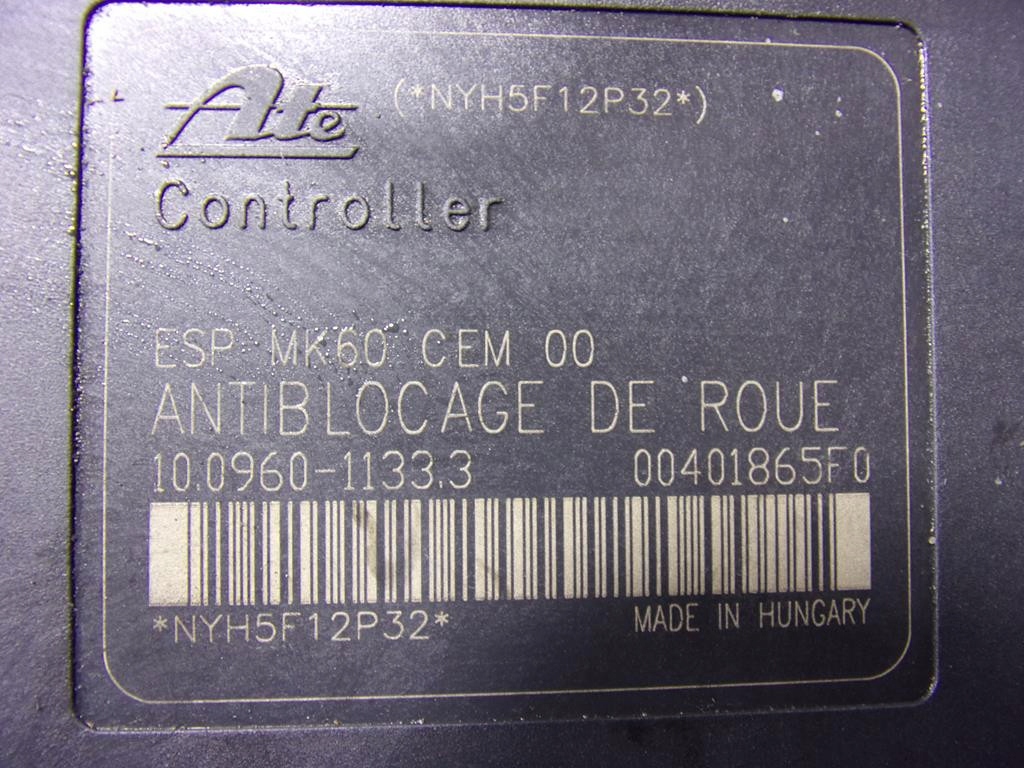 Ate (*NYH5F12P32*)
Controller
ESP MK60 CEM 00
ANTIBLOCAGE DE ROUE
10.0960-1133.3 00401865F0
*NYH5F12P32* MADE IN HUNGARY